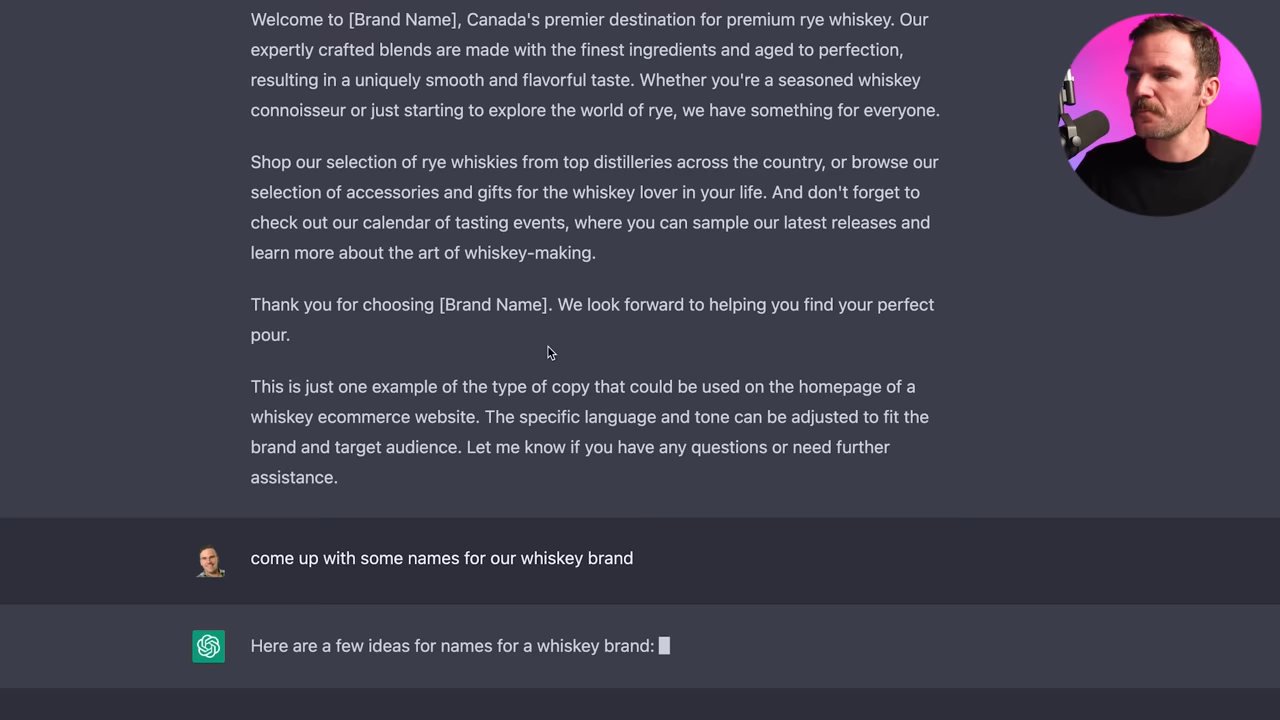 Welcome to [Brand Name], Canada's premier destination for premium rye whiskey. Our
expertly crafted blends are made with the finest ingredients and aged to perfection,
resulting in a uniquely smooth and flavorful taste. Whether you're a seasoned whiskey
connoisseur or just starting to explore the world of rye, we have something for everyone.
Shop our selection of rye whiskies from top distilleries across the country, or browse our
selection of accessories and gifts for the whiskey lover in your life. And don't forget to
check out our calendar of tasting events, where you can sample our latest releases and
learn more about the art of whiskey-making.
Thank you for choosing [Brand Name]. We look forward to helping you find your perfect
pour.
This is just one example of the type of copy that could be used on the homepage of a
whiskey ecommerce website. The specific language and tone can be adjusted to fit the
brand and target audience. Let me know if you have any questions or need further
assistance.
come up with some names for our whiskey brand
Here are a few ideas for names for a whiskey brand: